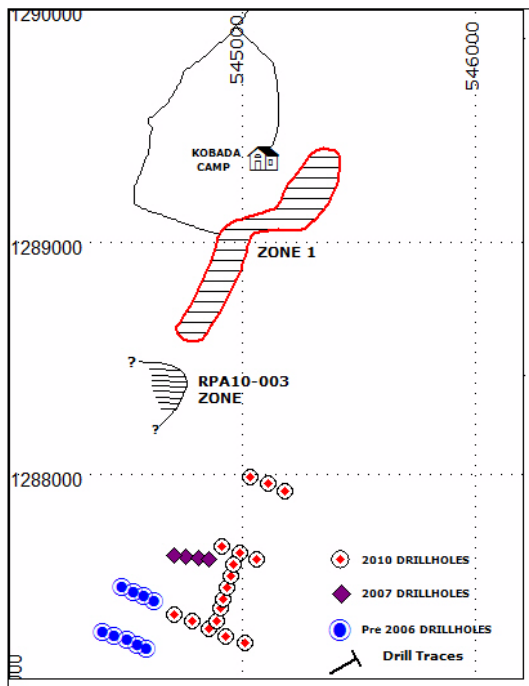 1290000
545000
546000
KOBADA
CAMP
1289000
ZONE 1
?
RPA10-003
ZONE
?
1288000
2010 DRILLHOLES
2007 DRILLHOLES
Pre 2006 DRILLHOLES
Drill Traces